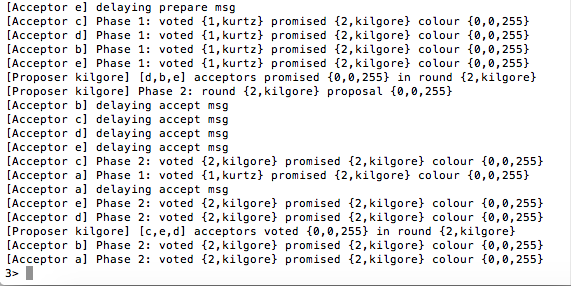 [Acceptor e] delaying prepare msg
[Acceptor c] Phase 1: voted {1,kurtz} promised {2,kilgore} colour {0,0,255}
[Acceptor d] Phase 1: voted {1,kurtz} promised {2,kilgore} colour {0,0,255}
[Acceptor b] Phase 1: voted {1,kurtz} promised {2,kilgore} colour {0,0,255}
[Acceptor e] Phase 1: voted {1,kurtz} promised {2,kilgore} colour {0,0,255}
[Proposer kilgore] [d,b,e] acceptors promised {0,0,255} in round {2,kilgore}
[Proposer kilgore] Phase 2: round {2,kilgore} proposal {0,0,255}
[Acceptor b] delaying accept msg
[Acceptor c] delaying accept msg
[Acceptor d] delaying accept msg
[Acceptor e] delaying accept msg
[Acceptor c] Phase 2: voted {2,kilgore} promised {2,kilgore} colour {0,0,255}
[Acceptor a] Phase 1: voted {1,kurtz} promised {2,kilgore} colour {0,0,255}
[Acceptor a] delaying accept msg
[Acceptor e] Phase 2: voted {2,kilgore} promised {2,kilgore} colour {0,0,255}
[Acceptor d] Phase 2: voted {2,kilgore} promised {2,kilgore} colour {0,0,255}
[Proposer kilgore] [c,e,d] acceptors voted {0,0,255} in round {2,kilgore}
[Acceptor b] Phase 2: voted {2,kilgore} promised {2,kilgore} colour {0,0,255}
[Acceptor a] Phase 2: voted {2,kilgore} promised {2,kilgore} colour {0,0,255}
3>